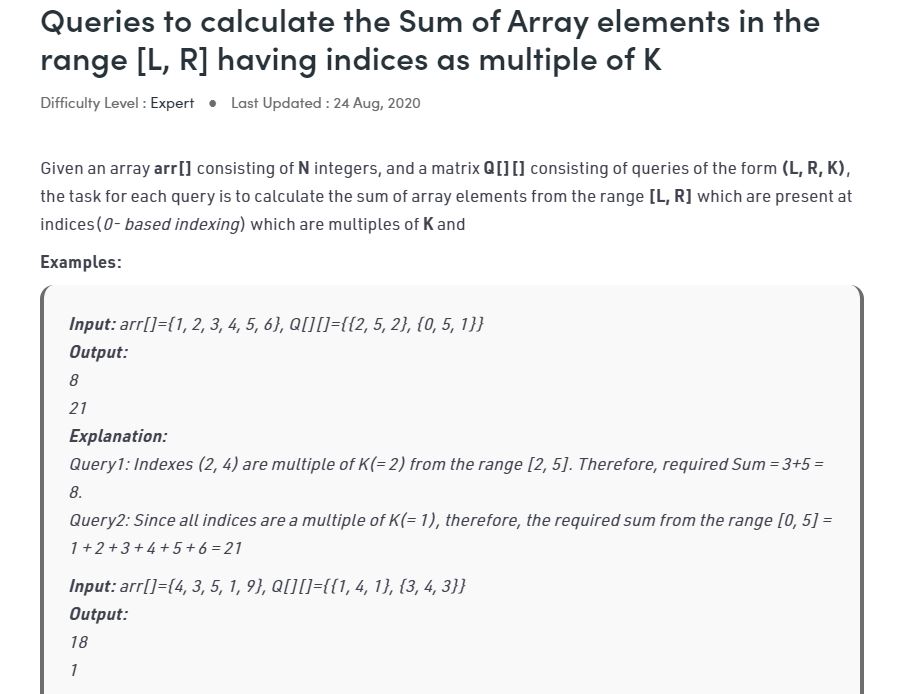 Queries to calculate the Sum of Array elements in the
range [L, R] having indices as multiple of K
Difficulty Level : Expert ● Last Updated : 24 Aug, 2020
Given an array arr[] consisting of N integers, and a matrix Q[][] consisting of queries of the form (L, R, K),
the task for each query is to calculate the sum of array elements from the range [L, R] which are present at
indices(0- based indexing) which are multiples of K and
Examples:
Input: arr[]={1, 2, 3, 4, 5, 6}, Q[][]={{2, 5, 2}, {0, 5, 1}}
Output:
8
21
Explanation:
Query1: Indexes (2, 4) are multiple of K(= 2) from the range [2, 5]. Therefore, required Sum = 3+5 =
8.
Query2: Since all indices are a multiple of K(= 1), therefore, the required sum from the range [0, 5] =
1 + 2 + 3 + 4 + 5 + 6 = 21
Input: arr[]={4, 3, 5, 1, 9}, Q[][]={{1, 4, 1}, {3, 4, 3}}
Output:
18
1